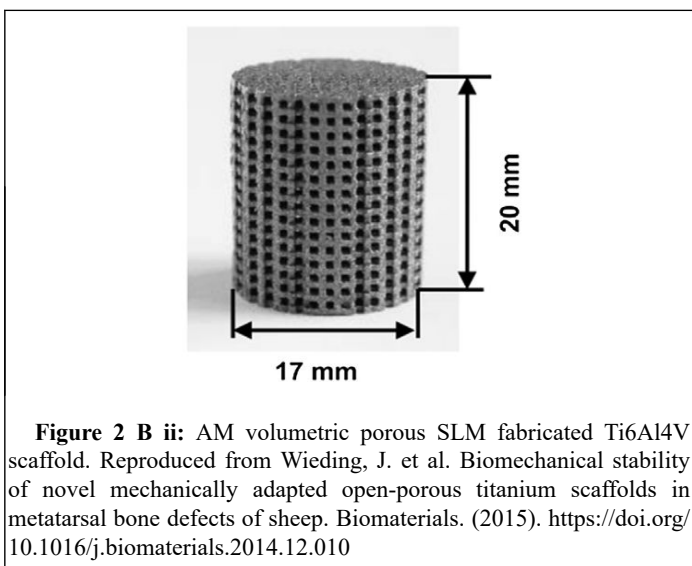 20 mm
17 mm
Figure 2 B ii: AM volumetric porous SLM fabricated Ti6Al4V
scaffold. Reproduced from Wieding, J. et al. Biomechanical stability
of novel mechanically adapted open-porous titanium scaffolds in
metatarsal bone defects of sheep. Biomaterials. (2015). https://doi.org/
10.1016/j.biomaterials.2014.12.010